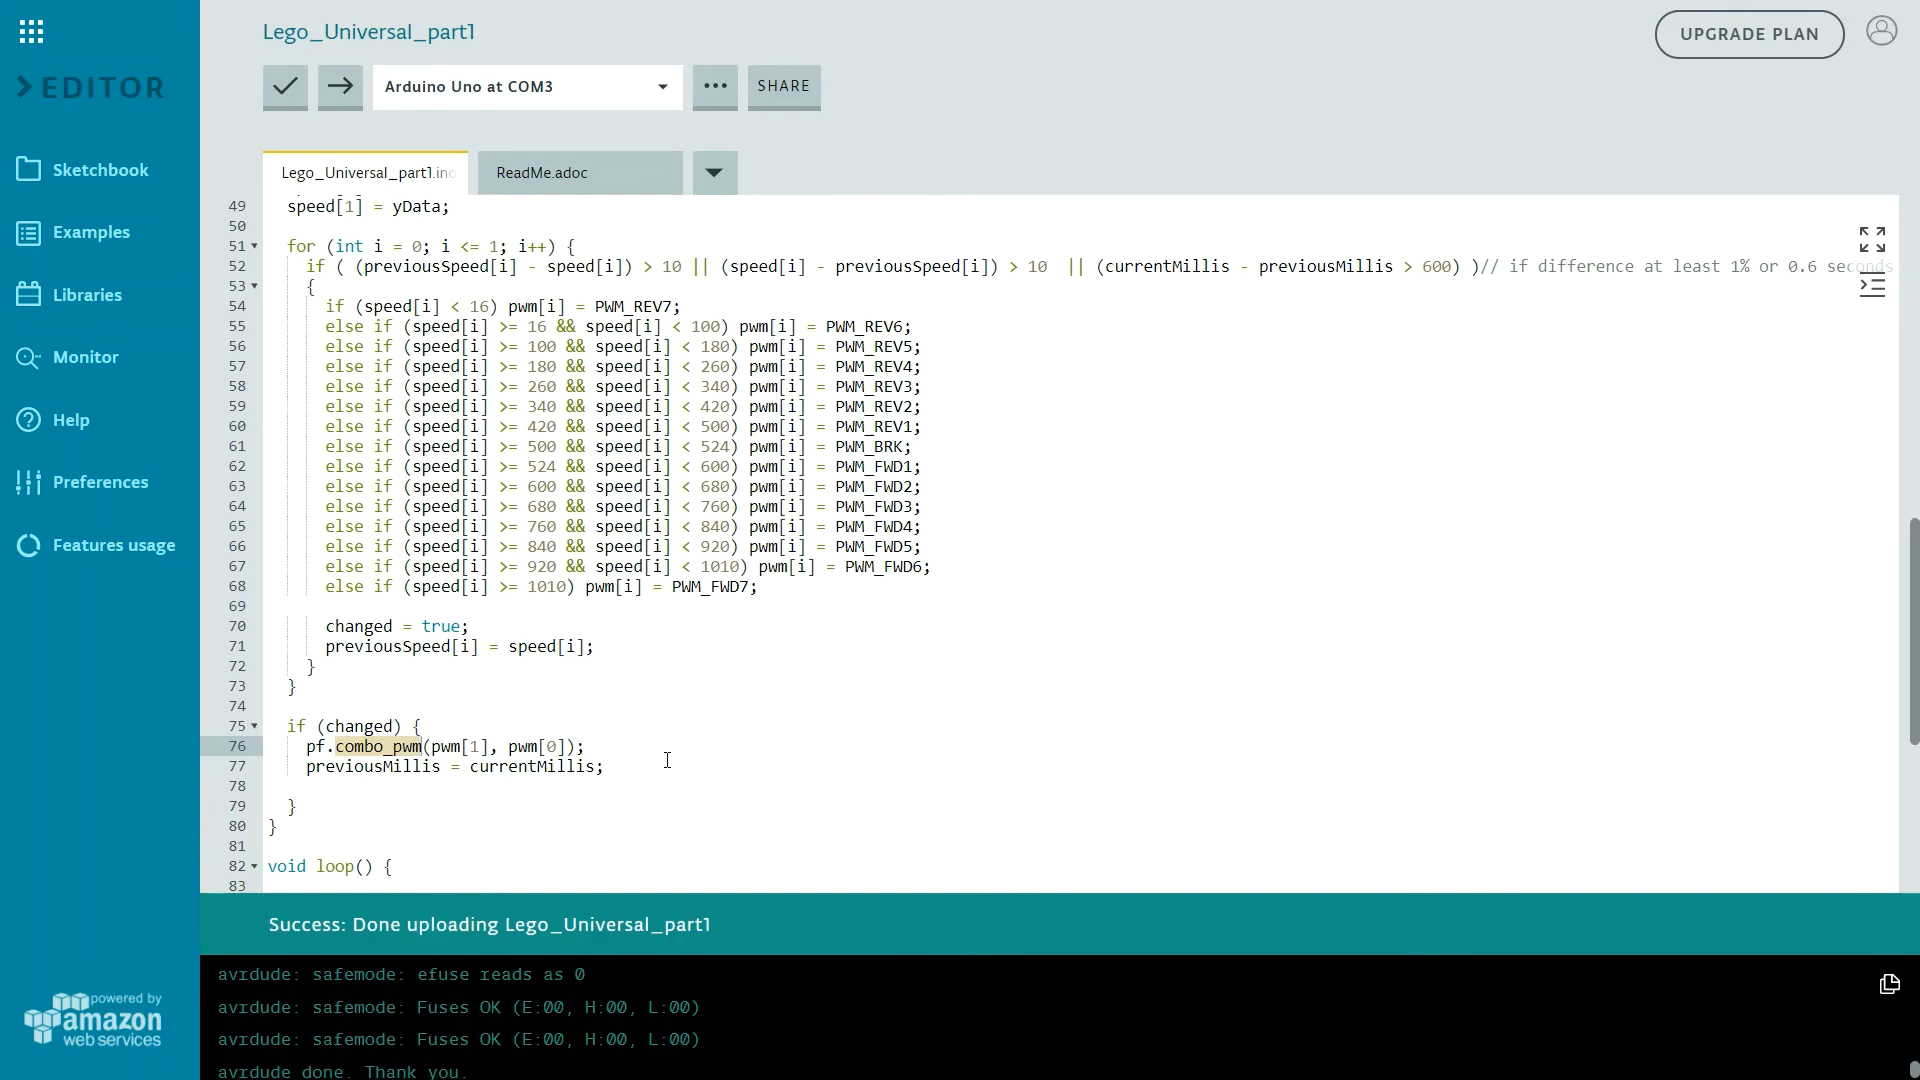 Lego_Universal_part1
UPGRADE PLAN
EDITOR
Arduino Uno at COM3
SHARE
Sketchbook
Examples
Libraries
Monitor
Help
Preferences
Features usage
powered by
amazon
web services
Lego_Universal_part1.ino
ReadMe.adoc
49 speed[1] = yData;
50
51 for (int i = 0; i <= 1; i++) {
52 if ( (previousSpeed[i] - speed[i]) > 10 || (speed[i] - previousSpeed[i]) > 10  || (currentMillis - previousMillis > 600) )// if difference at least 1% or 0.6 seconds
53 {
54 if (speed[i] < 16) pwm[i] = PWM_REV7;
55 else if (speed[i] >= 16 && speed[i] < 100) pwm[i] = PWM_REV6;
56 else if (speed[i] >= 100 && speed[i] < 180) pwm[i] = PWM_REV5;
57 else if (speed[i] >= 180 && speed[i] < 260) pwm[i] = PWM_REV4;
58 else if (speed[i] >= 260 && speed[i] < 340) pwm[i] = PWM_REV3;
59 else if (speed[i] >= 340 && speed[i] < 420) pwm[i] = PWM_REV2;
60 else if (speed[i] >= 420 && speed[i] < 500) pwm[i] = PWM_REV1;
61 else if (speed[i] >= 500 && speed[i] < 524) pwm[i] = PWM_BRK;
62 else if (speed[i] >= 524 && speed[i] < 600) pwm[i] = PWM_FWD1;
63 else if (speed[i] >= 600 && speed[i] < 680) pwm[i] = PWM_FWD2;
64 else if (speed[i] >= 680 && speed[i] < 760) pwm[i] = PWM_FWD3;
65 else if (speed[i] >= 760 && speed[i] < 840) pwm[i] = PWM_FWD4;
66 else if (speed[i] >= 840 && speed[i] < 920) pwm[i] = PWM_FWD5;
67 else if (speed[i] >= 920 && speed[i] < 1010) pwm[i] = PWM_FWD6;
68 else if (speed[i] >= 1010) pwm[i] = PWM_FWD7;
69
70 changed = true;
71 previousSpeed[i] = speed[i];
72 }
73 }
74
75 if (changed) {
76 pf.combo_pwm(pwm[1], pwm[0]);
77 previousMillis = currentMillis;
78
79 }
80 }
81
82 void loop() {
83
Success: Done uploading Lego_Universal_part1
avrdude: safemode: efuse reads as 0
avrdude: safemode: Fuses OK (E:00, H:00, L:00)
avrdude: safemode: Fuses OK (E:00, H:00, L:00)
avrdude done. Thank you.